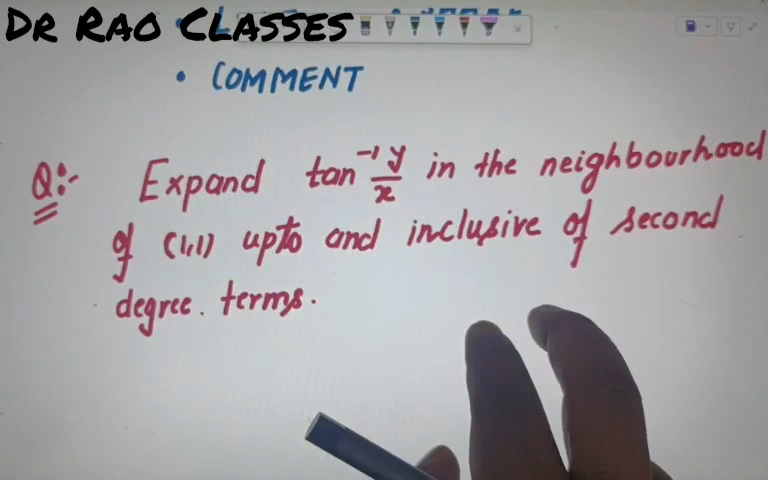 DR RAO CLASSES
• COMMENT
Q:- Expand tan⁻¹ y/x in the neighbourhood
of (1,1) upto and inclusive of second
degree. terms.